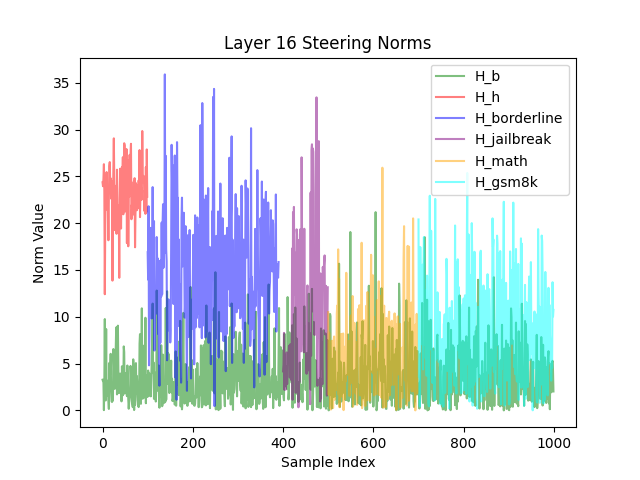 Layer 16 Steering Norms
H_b
H_h
H_borderline
H_jailbreak
H_math
H_gsm8k
Norm Value
35
30
25
20
15
10
5
0
0 200 400 600 800 1000
Sample Index